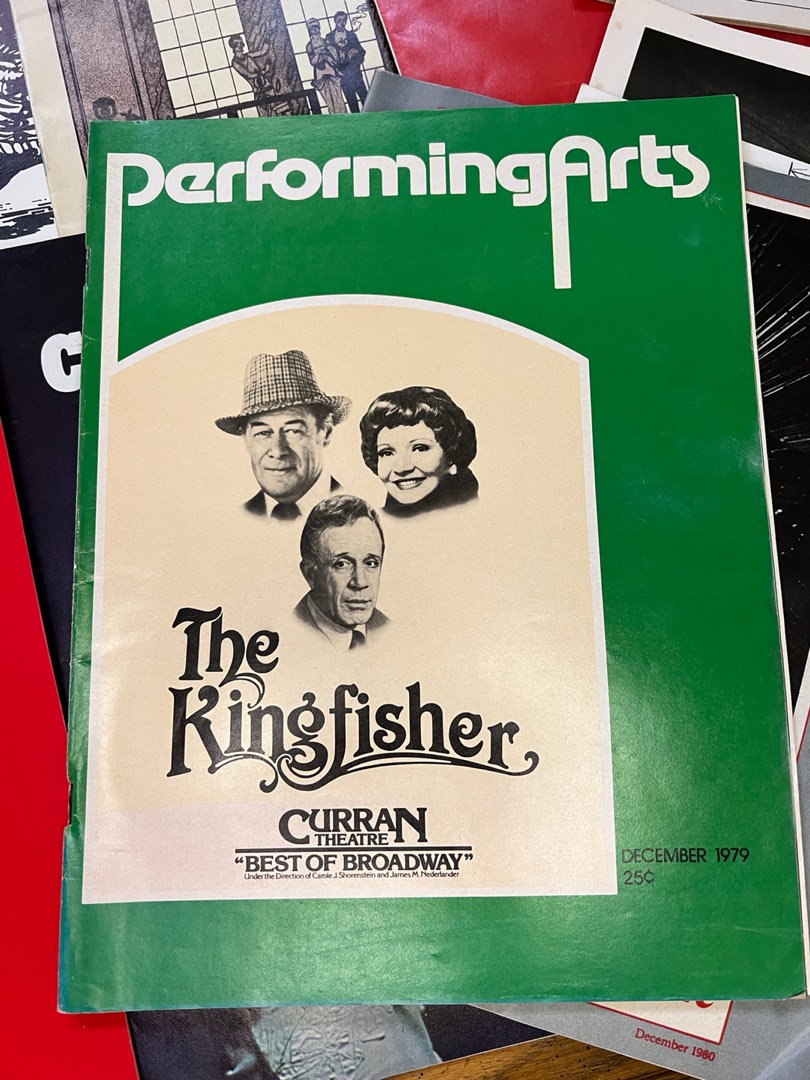 PerformingArts
C
The
Kingfisher
CURRAN
THEATRE
"BEST OF BROADWAY"
Under the Direction of Carole J. Shorenstein and James M. Nederlander
DECEMBER 1979
25¢
December 1980